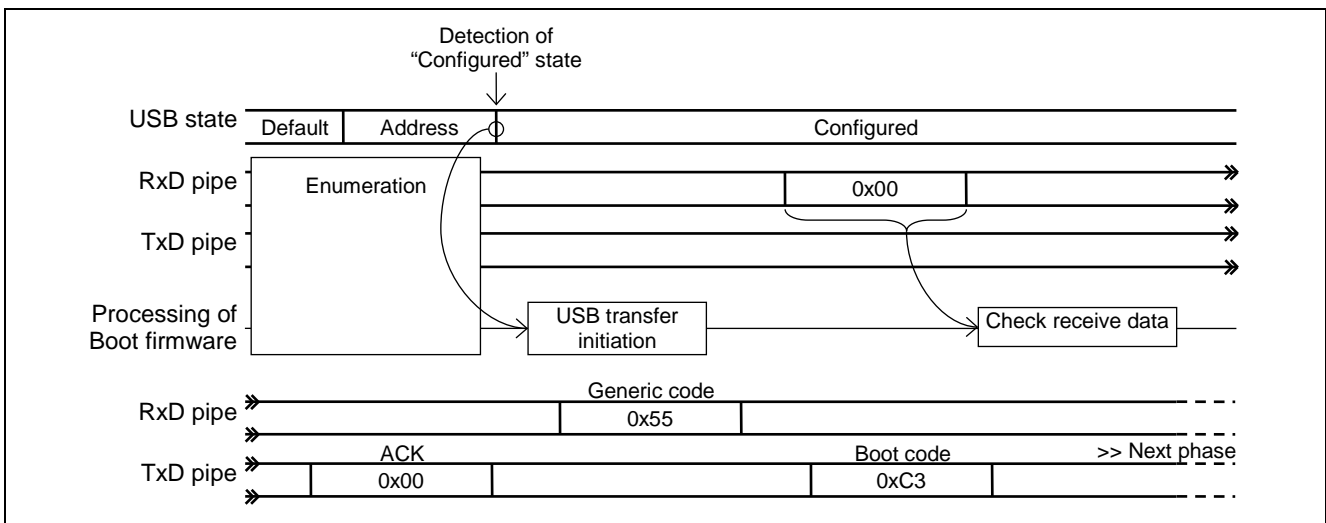 Detection of
“Configured” state
USB state
Default
Address
Configured
RxD pipe
Enumeration
0x00
TxD pipe
Processing of
Boot firmware
USB transfer
initiation
Check receive data
Generic code
RxD pipe
0x55
ACK
Boot code
>> Next phase
TxD pipe
0x00
0xC3